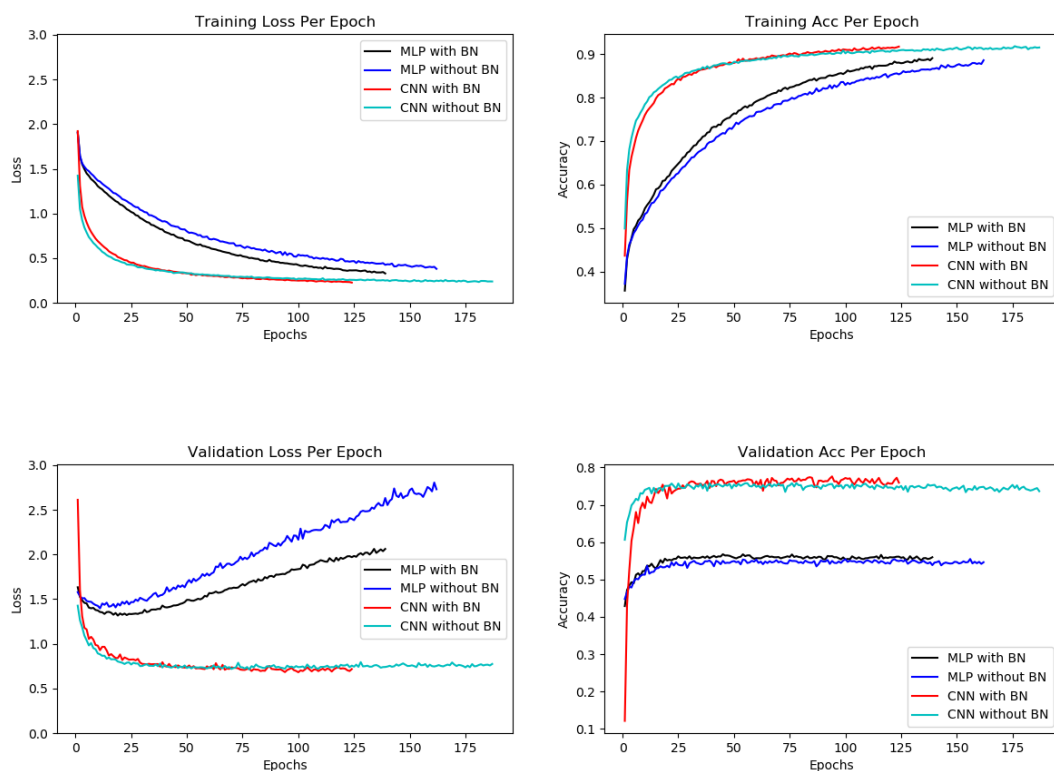 Training Loss Per Epoch
3.0
2.5
2.0
1.5
1.0
0.5
0.0
Loss
MLP with BN
MLP without BN
CNN with BN
CNN without BN
0 25 50 75 100 125 150 175
Epochs
Training Acc Per Epoch
0.9
0.8
0.7
0.6
0.5
0.4
Accuracy
MLP with BN
MLP without BN
CNN with BN
CNN without BN
0 25 50 75 100 125 150 175
Epochs
Validation Loss Per Epoch
3.0
2.5
2.0
1.5
1.0
0.5
0.0
Loss
MLP with BN
MLP without BN
CNN with BN
CNN without BN
0 25 50 75 100 125 150 175
Epochs
Validation Acc Per Epoch
0.8
0.7
0.6
0.5
0.4
0.3
0.2
0.1
Accuracy
MLP with BN
MLP without BN
CNN with BN
CNN without BN
0 25 50 75 100 125 150 175
Epochs